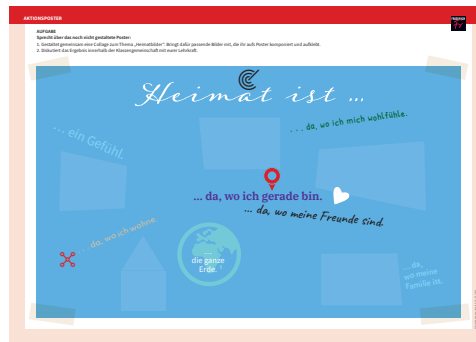 AKTIONSPOSTER
AUFGABE
Sprecht über das noch nicht gestaltete Poster:
1. Gestaltet gemeinsam eine Collage zum Thema „Heimatbilder“. Bringt dafür passende Bilder mit, die ihr aufs Poster komponiert und aufklebt.
2. Diskutiert das Ergebnis innerhalb der Klassengemeinschaft mit eurer Lehrkraft.
Heimat ist ...
... ein Gefühl.
... da, wo ich mich wohlfühle.
... da, wo ich gerade bin.
... da, wo meine Freunde sind.
... da, wo ich wohne.
...
die ganze
Erde.
... da,
wo meine
Familie ist.